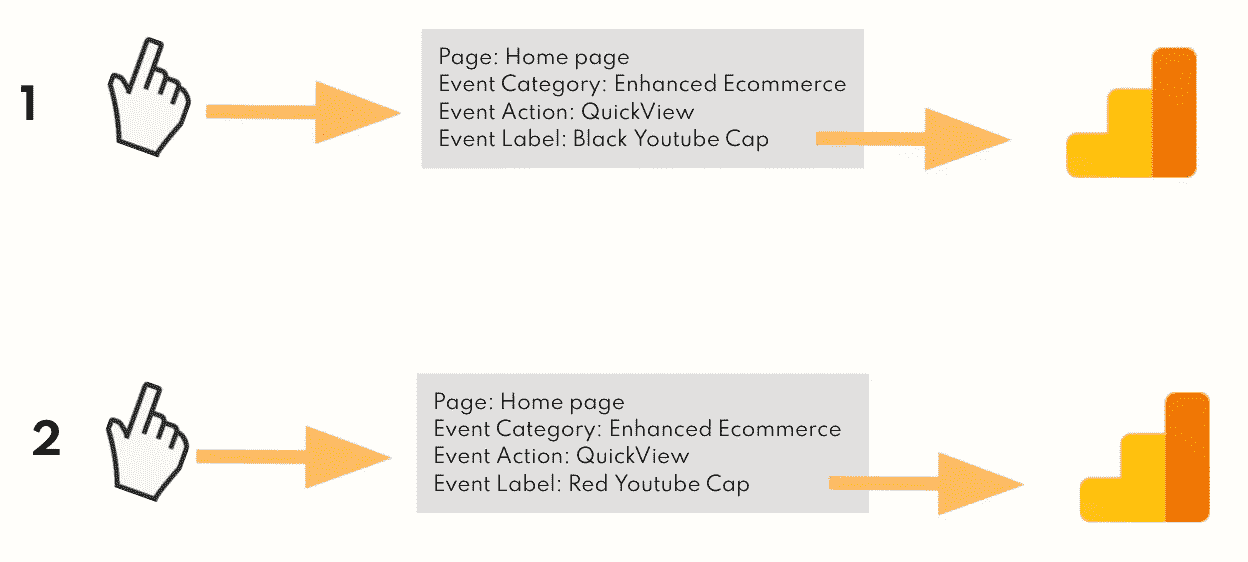 1
Page: Home page
Event Category: Enhanced Ecommerce
Event Action: QuickView
Event Label: Black Youtube Cap
2
Page: Home page
Event Category: Enhanced Ecommerce
Event Action: QuickView
Event Label: Red Youtube Cap